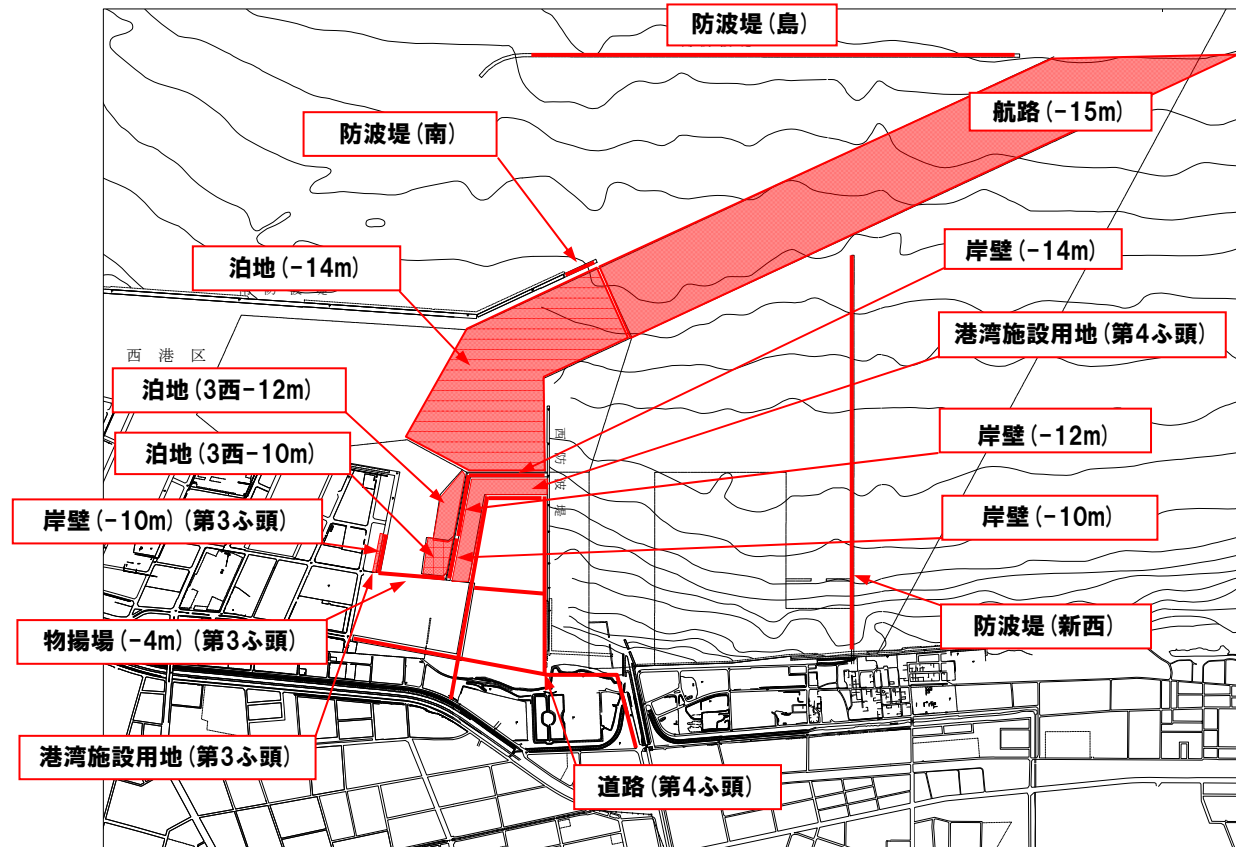 防波堤(島)
航路(-15m)
防波堤(南)
岸壁(-14m)
泊地(-14m)
港湾施設用地(第4ふ頭)
西港区
泊地(3西-12m)
岸壁(-12m)
泊地(3西-10m)
西防波堤
岸壁(-10m)(第3ふ頭)
岸壁(-10m)
物揚場(-4m)(第3ふ頭)
防波堤(新西)
港湾施設用地(第3ふ頭)
道路(第4ふ頭)